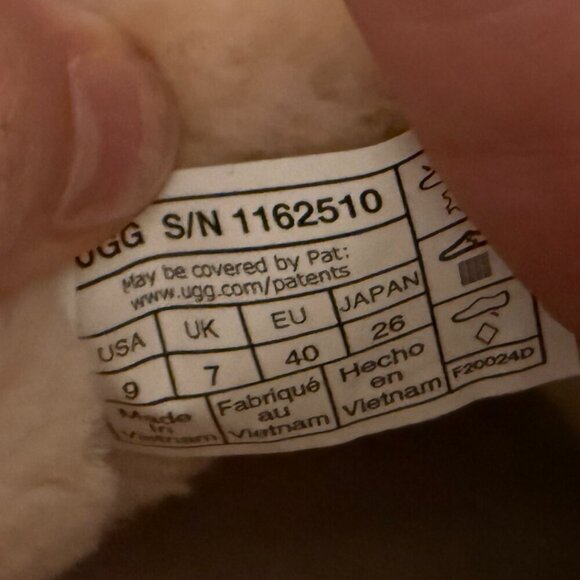 UGG S/N 1162510
May be covered by Pat:
www.ugg.com/patents
USA UK EU JAPAN
9 7 40 26
Made in Vietnam
Fabriqué au Vietnam
Hecho en Vietnam
F20024D